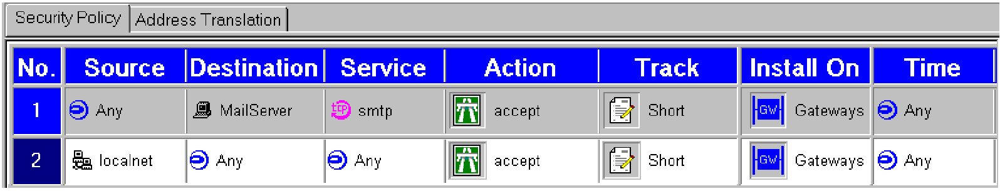 Security Policy Address Translation
No. Source Destination Service Action Track Install On Time
1 Any MailServer TCP smtp accept Short GW Gateways Any
2 localnet Any Any accept Short GW Gateways Any